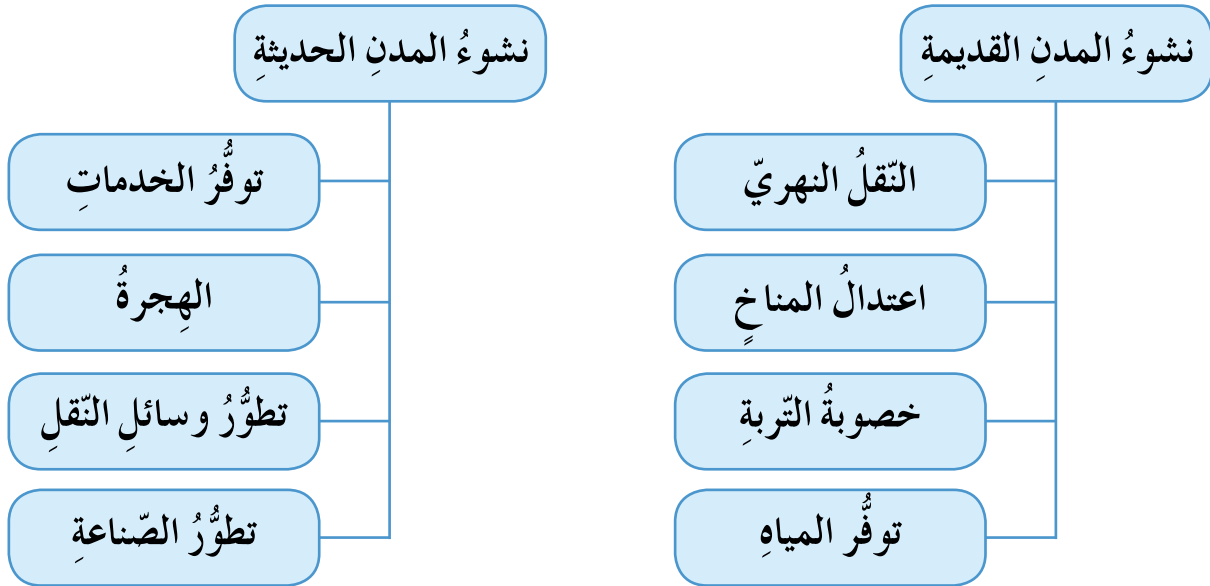 نشوءُ المدنِ القديمةِ
النّقلُ النهريّ
اعتدالُ المناخٍ
خصوبةُ التّربةِ
توفُّر المياهِ
نشوءُ المدنِ الحديثةِ
توفُّرُ الخدماتِ
الهِجرةُ
تطوُّرُ وسائلِ النّقلِ
تطوُّرُ الصّناعةِ